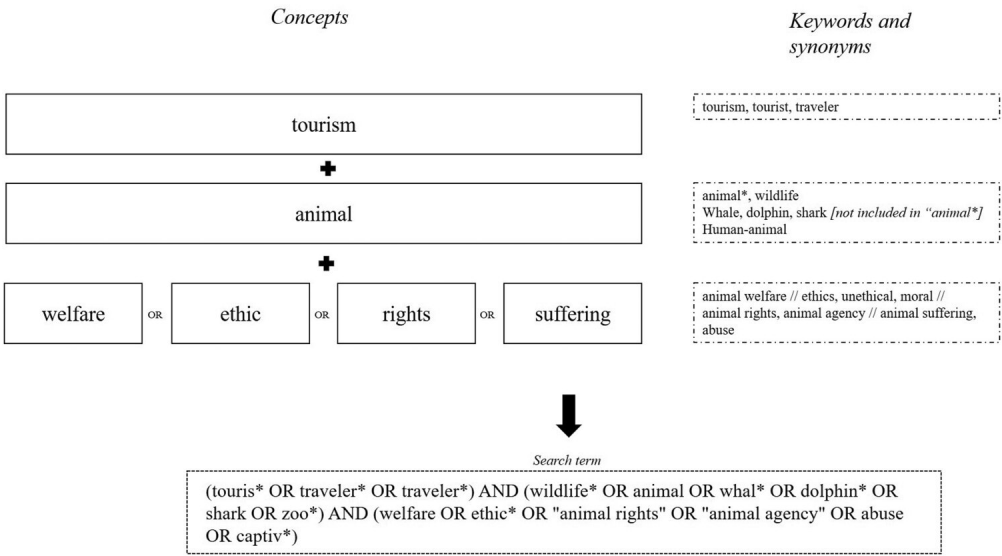 Concepts
Keywords and
synonyms
tourism
tourism, tourist, traveler
animal
animal*, wildlife
Whale, dolphin, shark [not included in “animal*]
Human-animal
welfare OR ethic OR rights OR suffering
animal welfare // ethics, unethical, moral //
animal rights, animal agency // animal suffering,
abuse
Search term
(touris* OR traveler* OR traveler*) AND (wildlife* OR animal OR whal* OR dolphin* OR
shark OR zoo*) AND (welfare OR ethic* OR "animal rights" OR "animal agency" OR abuse
OR captiv*)